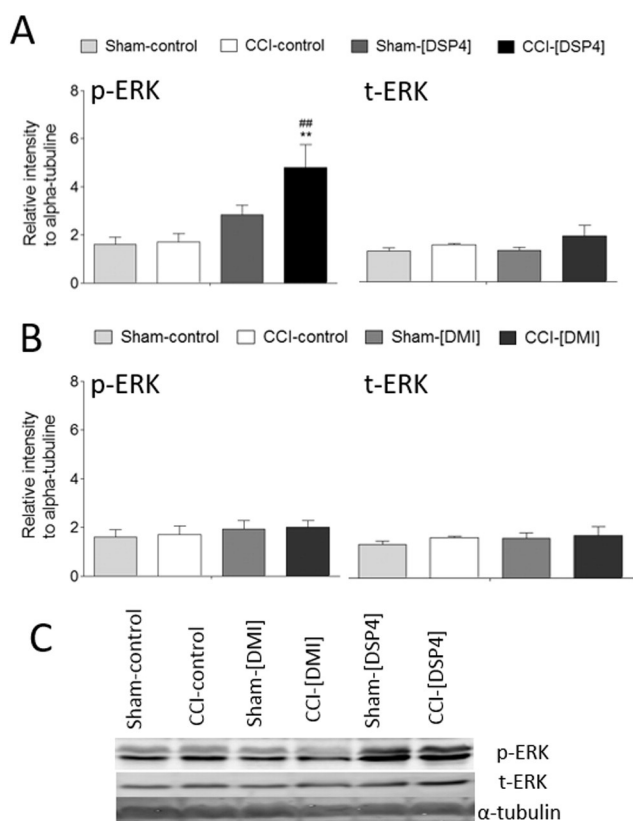 A
Sham-control CCI-control Sham-[DSP4] CCI-[DSP4]
p-ERK
t-ERK
Relative intensity
to alpha-tubuline
8
6
4
2
0
##
**
B
Sham-control CCI-control Sham-[DMI] CCI-[DMI]
p-ERK
t-ERK
Relative intensity
to alpha-tubuline
8
6
4
2
0
C
Sham-control
CCI-control
Sham-[DMI]
CCI-[DMI]
Sham-[DSP4]
CCI-[DSP4]
p-ERK
t-ERK
α-tubulin